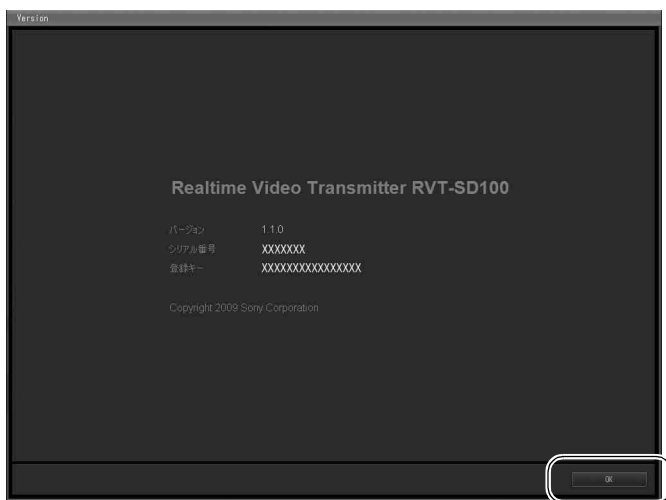 Version
Realtime Video Transmitter RVT-SD100
バージョン 1.1.0
シリアル番号 XXXXXXX
登録キー XXXXXXXXXXXXXXXX
Copyright 2009 Sony Corporation
OK